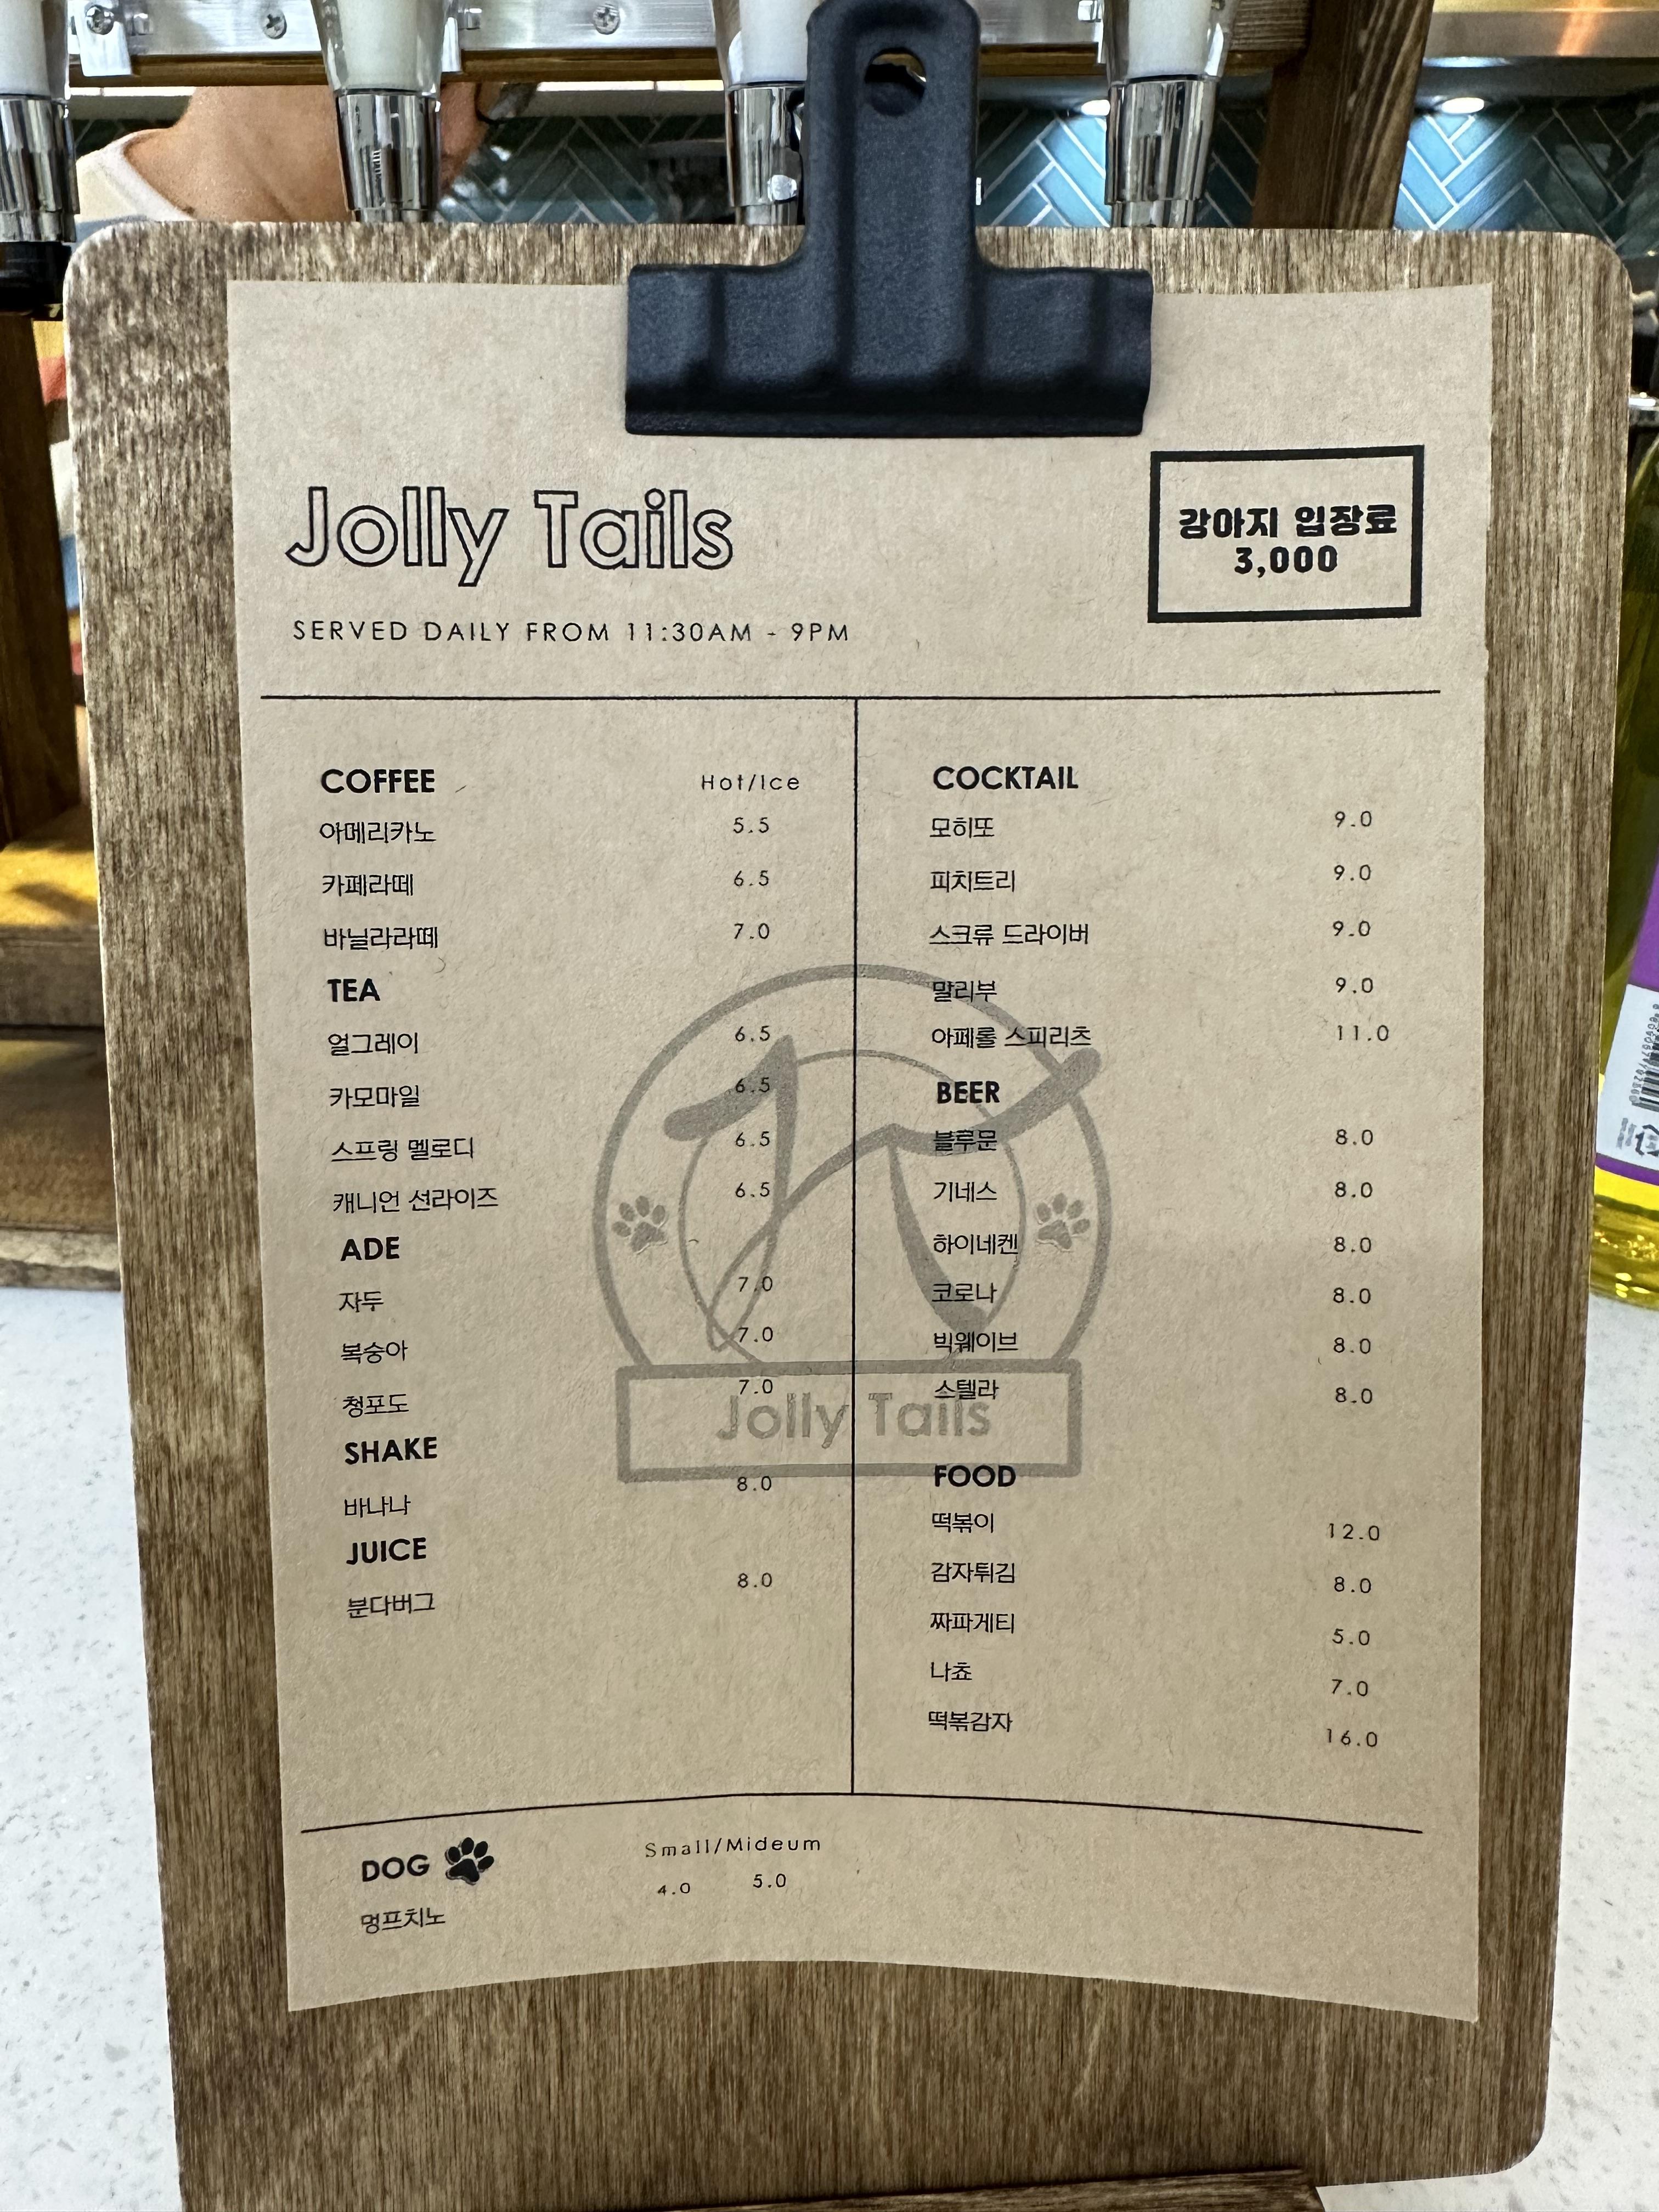 Jolly Tails
강아지 입장료
3,000
SERVED DAILY FROM 11:30AM - 9PM
COFFEE Hot/Ice
아메리카노 5.5
카페라떼 6.5
바닐라라떼 7.0
TEA
얼그레이 6.5
카모마일 6.5
스프링 멜로디 6.5
캐니언 선라이즈 6.5
ADE
자두 7.0
복숭아 7.0
청포도 7.0
SHAKE
바나나 8.0
JUICE
분다버그 8.0
COCKTAIL
모히또 9.0
피치트리 9.0
스크류 드라이버 9.0
말리부 9.0
아페롤 스피리츠 11.0
BEER
블루문 8.0
기네스 8.0
하이네켄 8.0
코로나 8.0
빅웨이브 8.0
스텔라 8.0
Jolly Tails
FOOD
떡볶이 12.0
감자튀김 8.0
짜파게티 5.0
나쵸 7.0
떡볶감자 16.0
DOG Small/Mideum
4.0 5.0
멍프치노